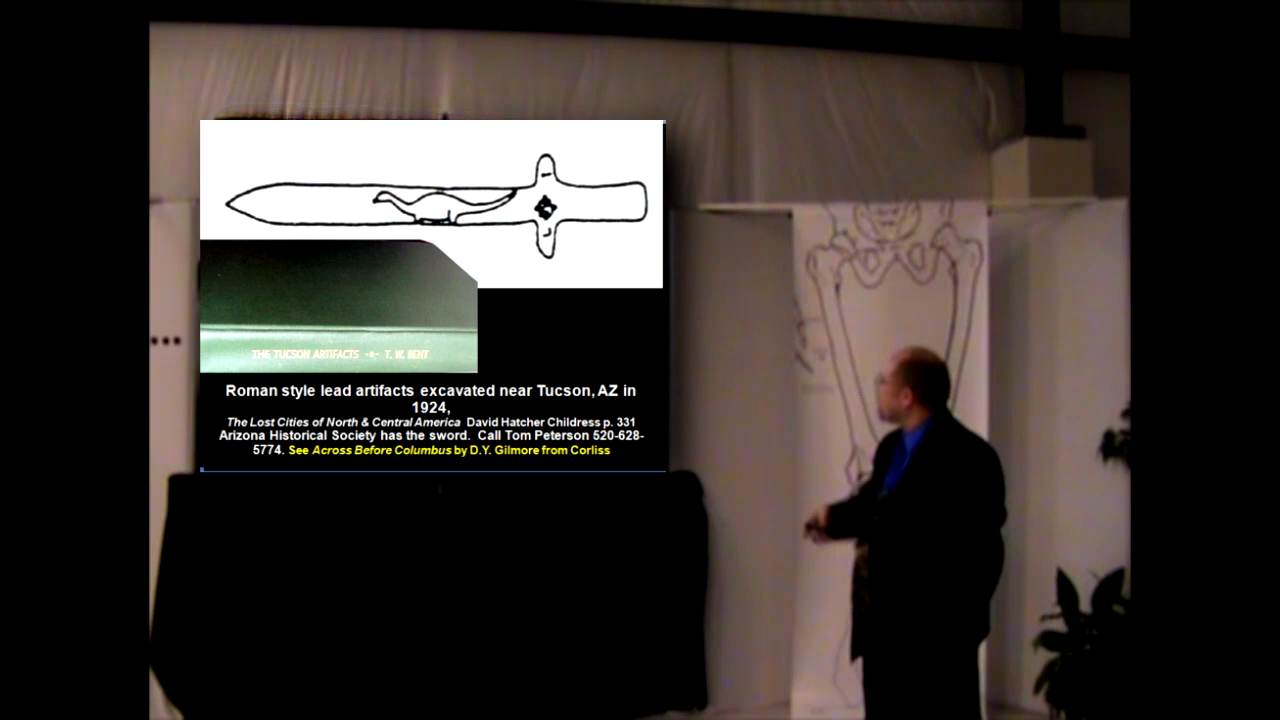 THE TUCSON ARTIFACTS -o- T. W. BENT
Roman style lead artifacts excavated near Tucson, AZ in
1924,
The Lost Cities of North & Central America David Hatcher Childress p. 331
Arizona Historical Society has the sword. Call Tom Peterson 520-628-
5774. See Across Before Columbus by D.Y. Gilmore from Corliss